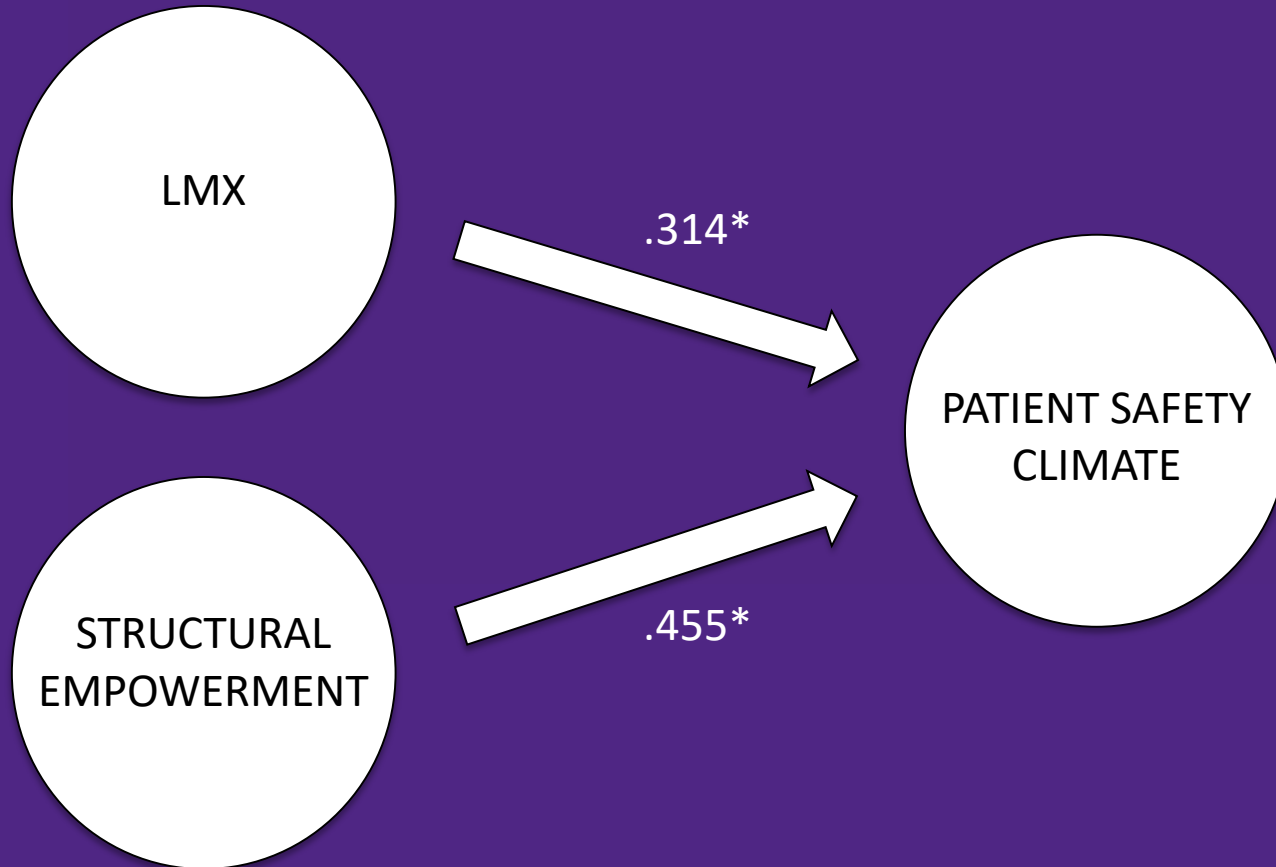 LMX
.314*
PATIENT SAFETY
CLIMATE
STRUCTURAL
EMPOWERMENT
.455*